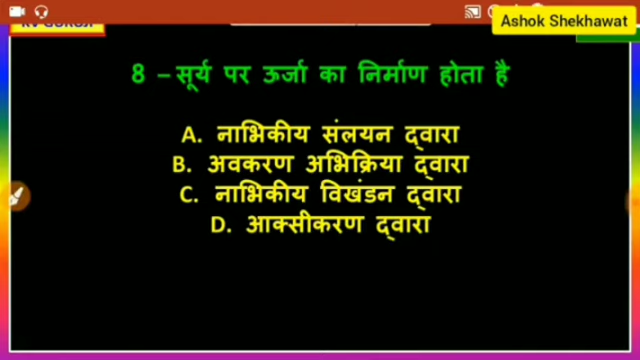 Ashok Shekhawat
8 – सूर्य पर ऊर्जा का निर्माण होता है
A. नाभिकीय संलयन द्वारा
B. अवकरण अभिक्रिया द्वारा
C. नाभिकीय विखंडन द्वारा
D. आक्सीकरण द्वारा